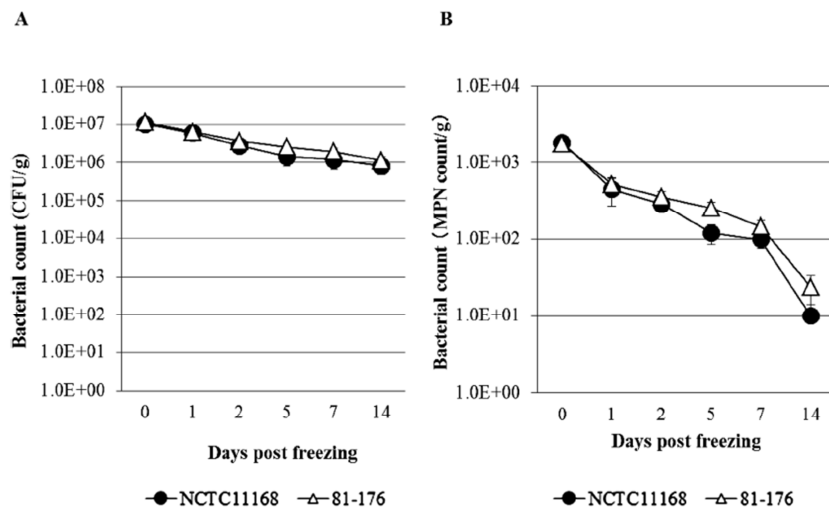 A
Bacterial count (CFU/g)
1.0E+08
1.0E+07
1.0E+06
1.0E+05
1.0E+04
1.0E+03
1.0E+02
1.0E+01
1.0E+00
0 1 2 5 7 14
Days post freezing
NCTC11168 81-176
B
Bacterial count (MPN count/g)
1.0E+04
1.0E+03
1.0E+02
1.0E+01
1.0E+00
0 1 2 5 7 14
Days post freezing
NCTC11168 81-176